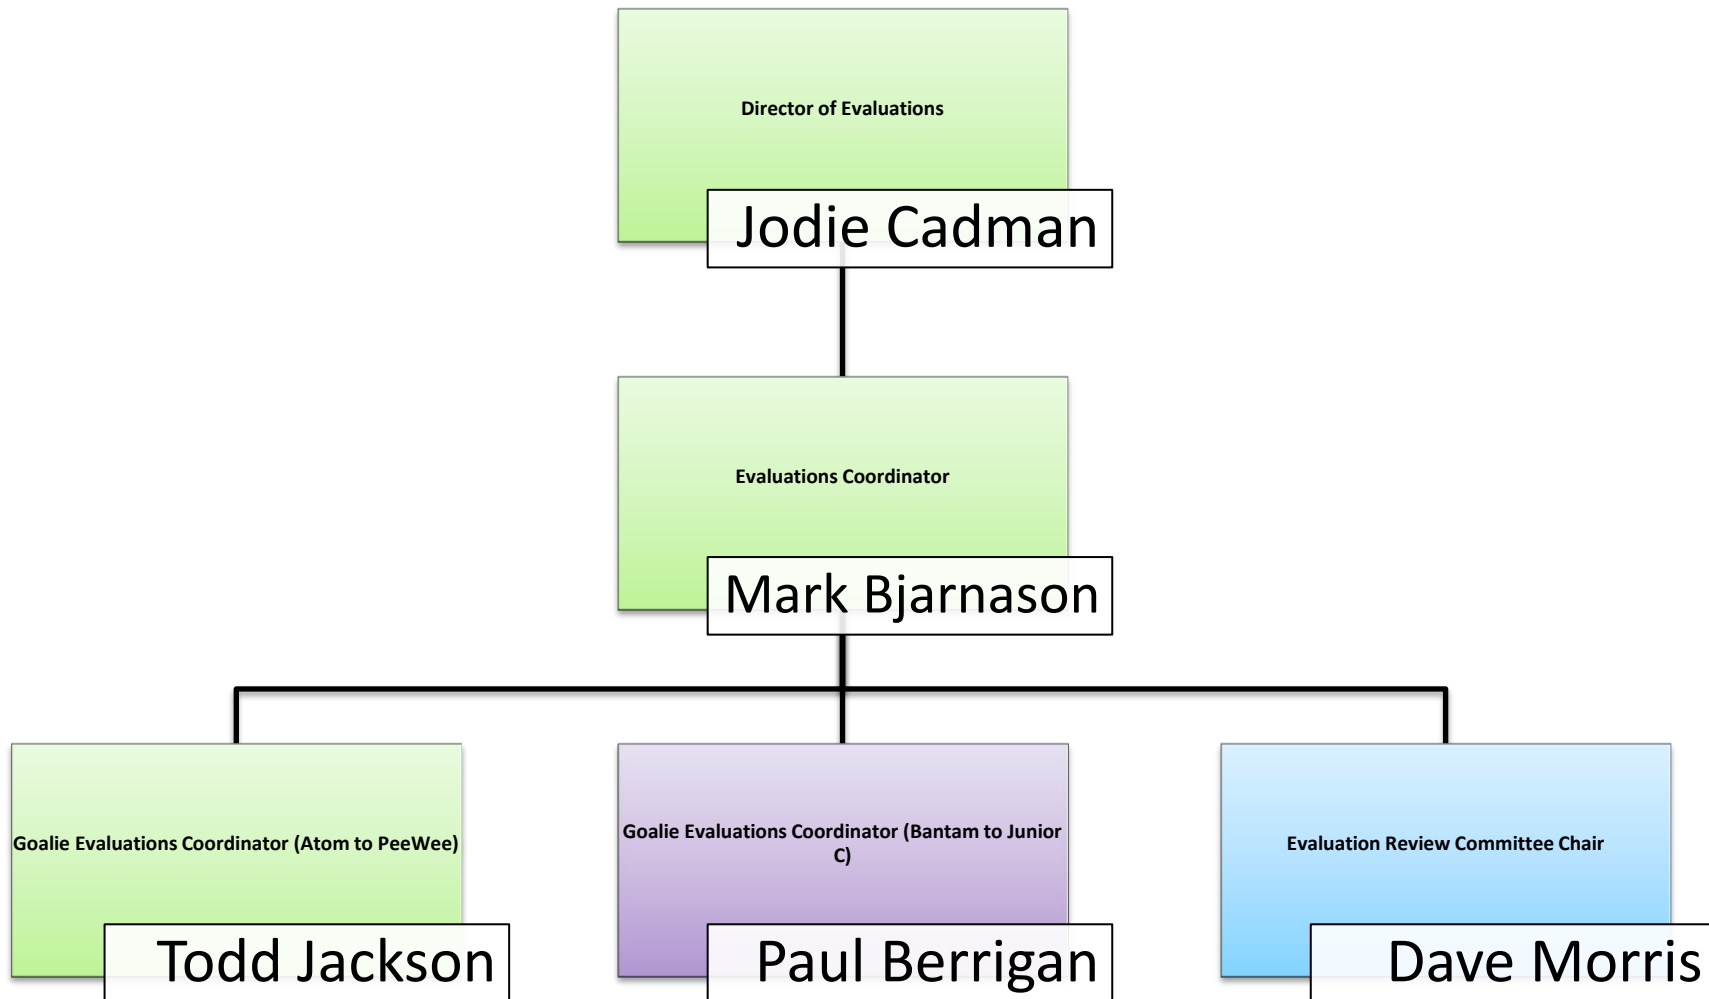 Director of Evaluations
Jodie Cadman
Evaluations Coordinator
Mark Bjarnason
Goalie Evaluations Coordinator (Atom to PeeWee)
Todd Jackson
Goalie Evaluations Coordinator (Bantam to Junior
C)
Paul Berrigan
Evaluation Review Committee Chair
Dave Morris